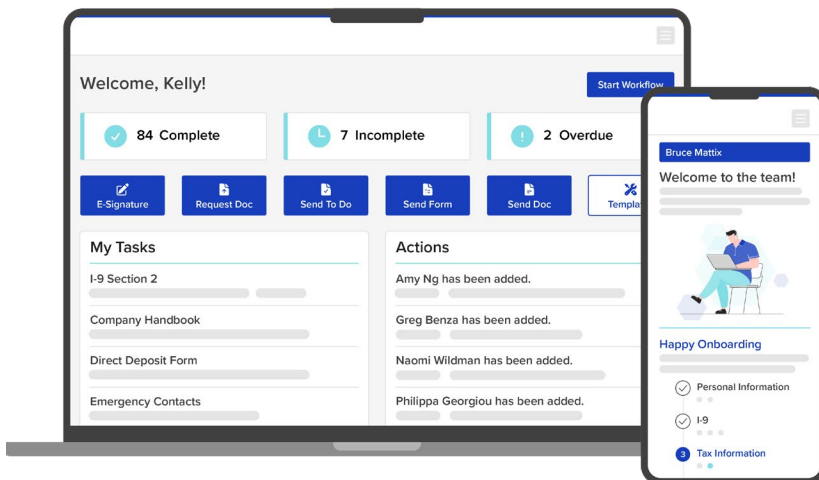 Welcome, Kelly!
Start Workflow
84 Complete
7 Incomplete
2 Overdue
E-Signature
Request Doc
Send To Do
Send Form
Send Doc
Templa
My Tasks
I-9 Section 2
Company Handbook
Direct Deposit Form
Emergency Contacts
Actions
Amy Ng has been added.
Greg Benza has been added.
Naomi Wildman has been added.
Philippa Georgiou has been added.
Bruce Mattix
Welcome to the team!
Happy Onboarding
Personal Information
I-9
3 Tax Information